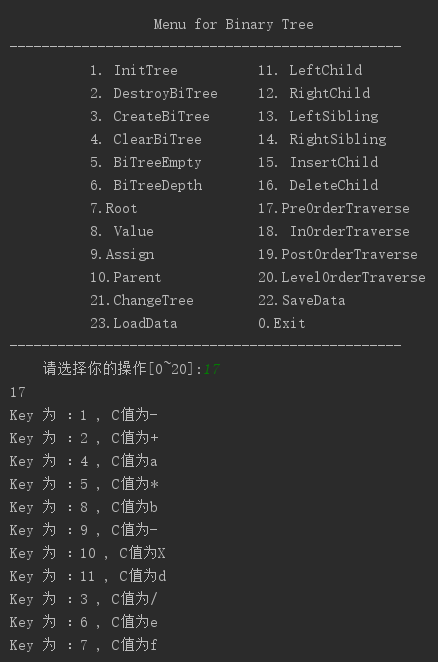 Menu for Binary Tree
-------------------------------------------------
1. InitTree 11. LeftChild
2. DestroyBiTree 12. RightChild
3. CreateBiTree 13. LeftSibling
4. ClearBiTree 14. RightSibling
5. BiTreeEmpty 15. InsertChild
6. BiTreeDepth 16. DeleteChild
7.Root 17.PreOrderTraverse
8. Value 18. InOrderTraverse
9.Assign 19.PostOrderTraverse
10.Parent 20.LevelOrderTraverse
21.ChangeTree 22.SaveData
23.LoadData 0.Exit
-------------------------------------------------
请选择你的操作[0~20]:17
17
Key 为 : 1 , C值为-
Key 为 : 2 , C值为+
Key 为 : 4 , C值为a
Key 为 : 5 , C值为*
Key 为 : 8 , C值为b
Key 为 : 9 , C值为-
Key 为 : 10 , C值为X
Key 为 : 11 , C值为d
Key 为 : 3 , C值为/
Key 为 : 6 , C值为e
Key 为 : 7 , C值为f